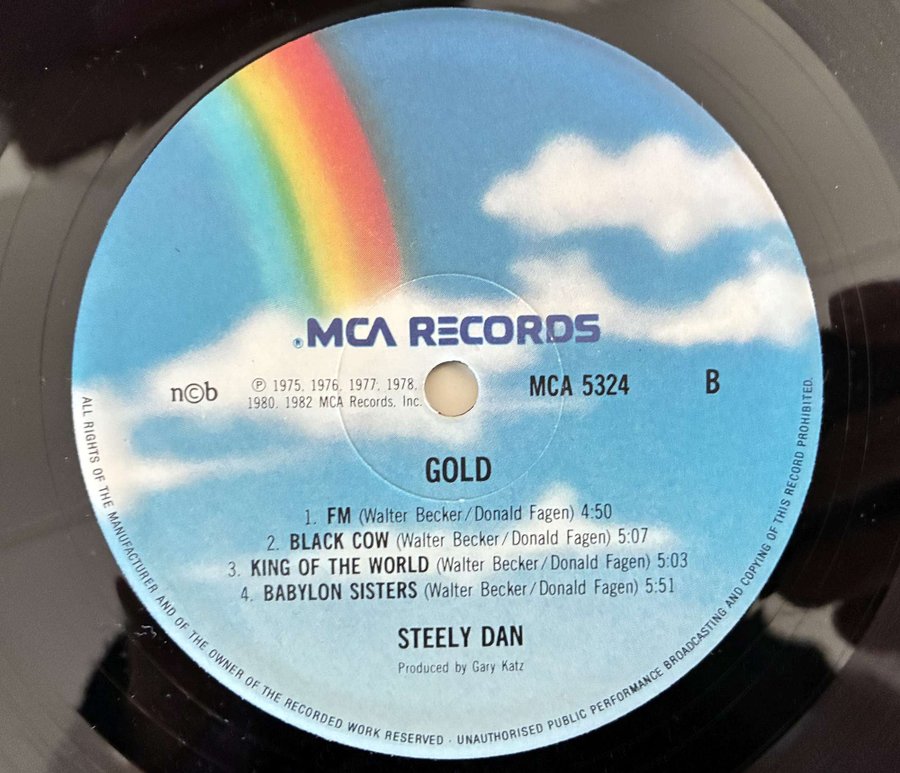 ®MCA RECORDS
n©b
℗ 1975, 1976, 1977, 1978,
1980, 1982 MCA Records, Inc.
MCA 5324
B
GOLD
1. FM (Walter Becker/Donald Fagen) 4:50
2. BLACK COW (Walter Becker/Donald Fagen) 5:07
3. KING OF THE WORLD (Walter Becker/Donald Fagen) 5:03
4. BABYLON SISTERS (Walter Becker/Donald Fagen) 5:51
STEELY DAN
Produced by Gary Katz
ALL RIGHTS OF THE MANUFACTURER AND OF THE OWNER OF THE RECORDED WORK RESERVED · UNAUTHORISED PUBLIC PERFORMANCE BROADCASTING AND COPYING OF THIS RECORD PROHIBITED.